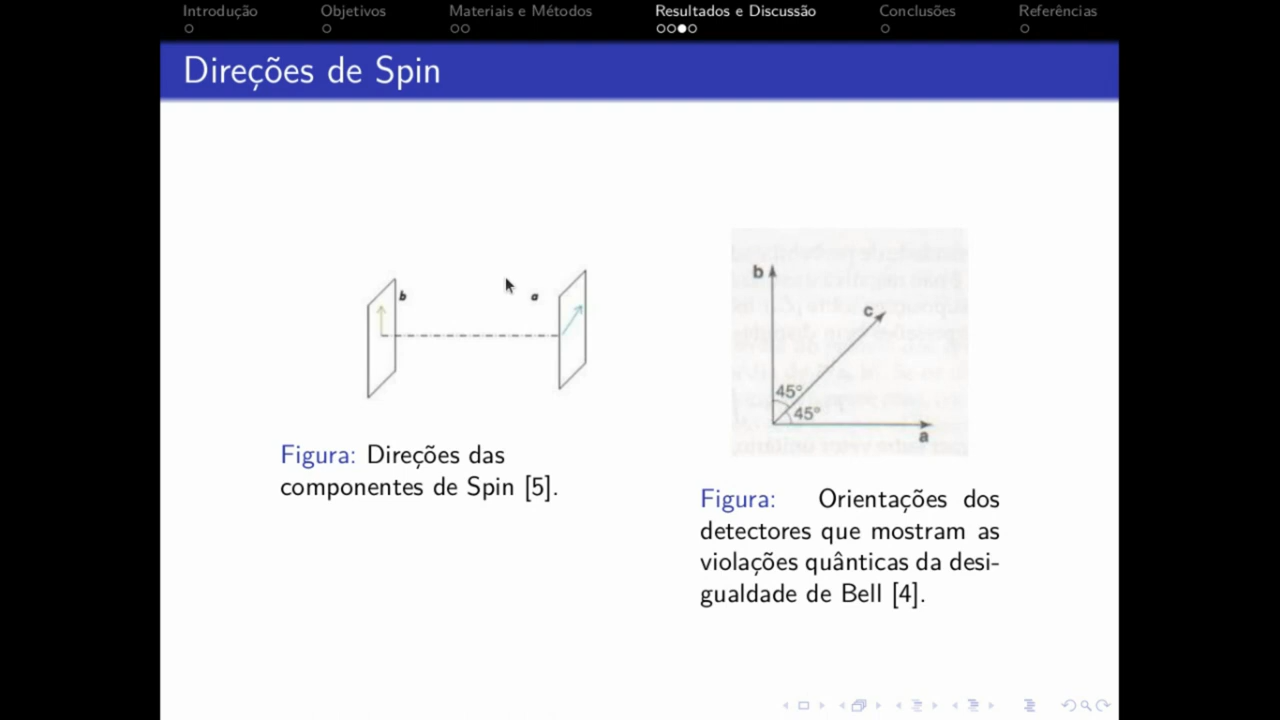 Introdução Objetivos Materiais e Métodos Resultados e Discussão Conclusões Referências
Direções de Spin
b a
b
c
45°
45°
a
Figura: Direções das
componentes de Spin [5].
Figura: Orientações dos
detectores que mostram as
violações quânticas da desi-
gualdade de Bell [4].